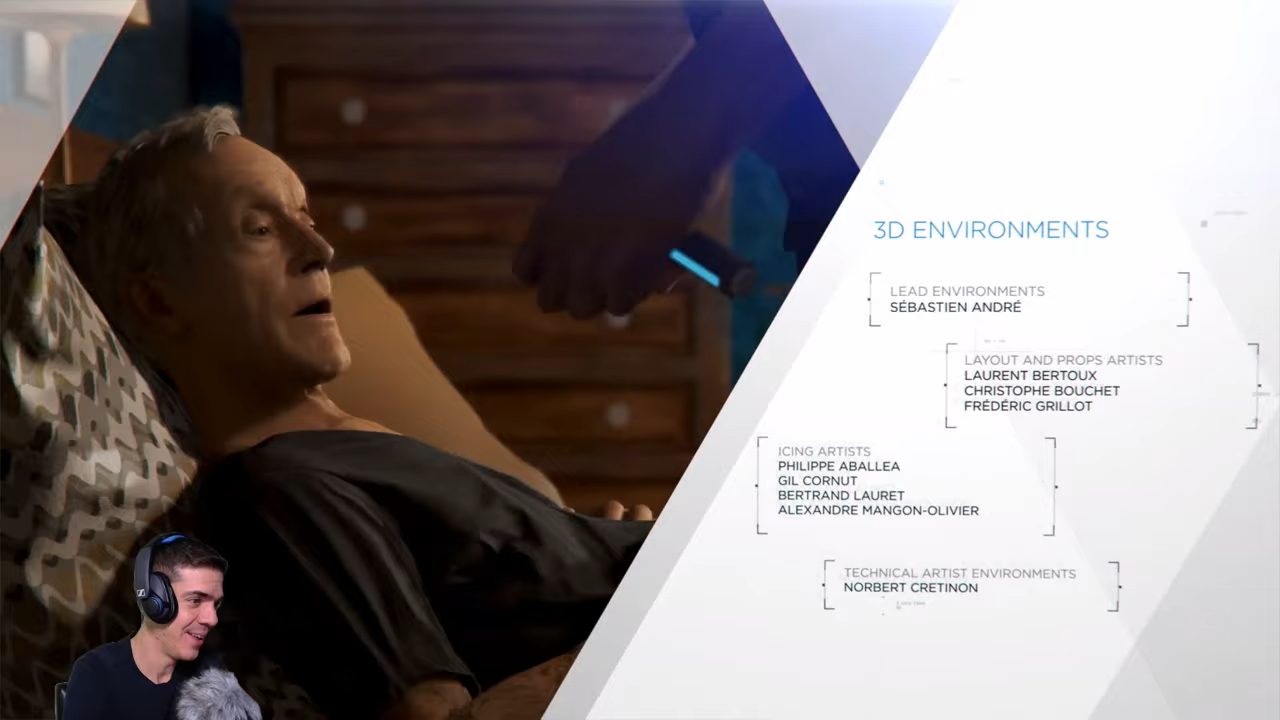 3D ENVIRONMENTS
LEAD ENVIRONMENTS
SÉBASTIEN ANDRÉ
LAYOUT AND PROPS ARTISTS
LAURENT BERTOUX
CHRISTOPHE BOUCHET
FRÉDÉRIC GRILLOT
ICING ARTISTS
PHILIPPE ABALLEA
GIL CORNUT
BERTRAND LAURET
ALEXANDRE MANGON-OLIVIER
TECHNICAL ARTIST ENVIRONMENTS
NORBERT CRETINON